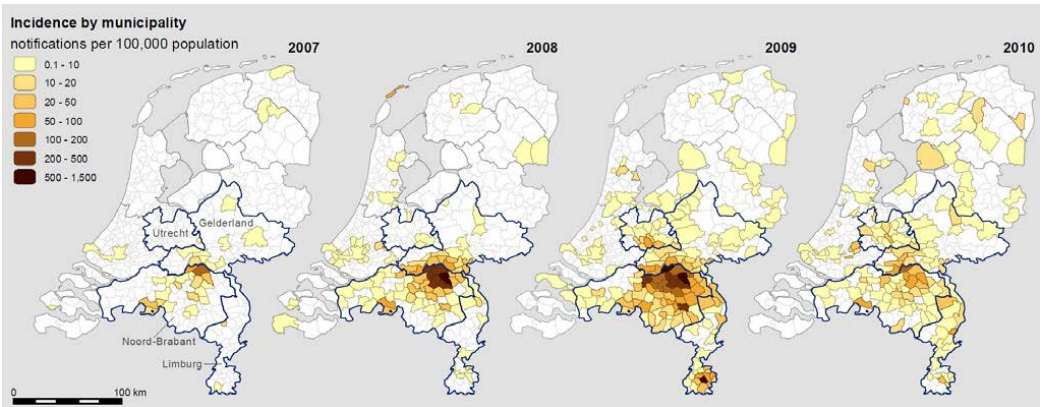 Incidence by municipality
notifications per 100,000 population
2007
2008
2009
2010
0.1 - 10
10 - 20
20 - 50
50 - 100
100 - 200
200 - 500
500 - 1,500
Gelderland
Utrecht
Noord-Brabant
Limburg
0 100 km